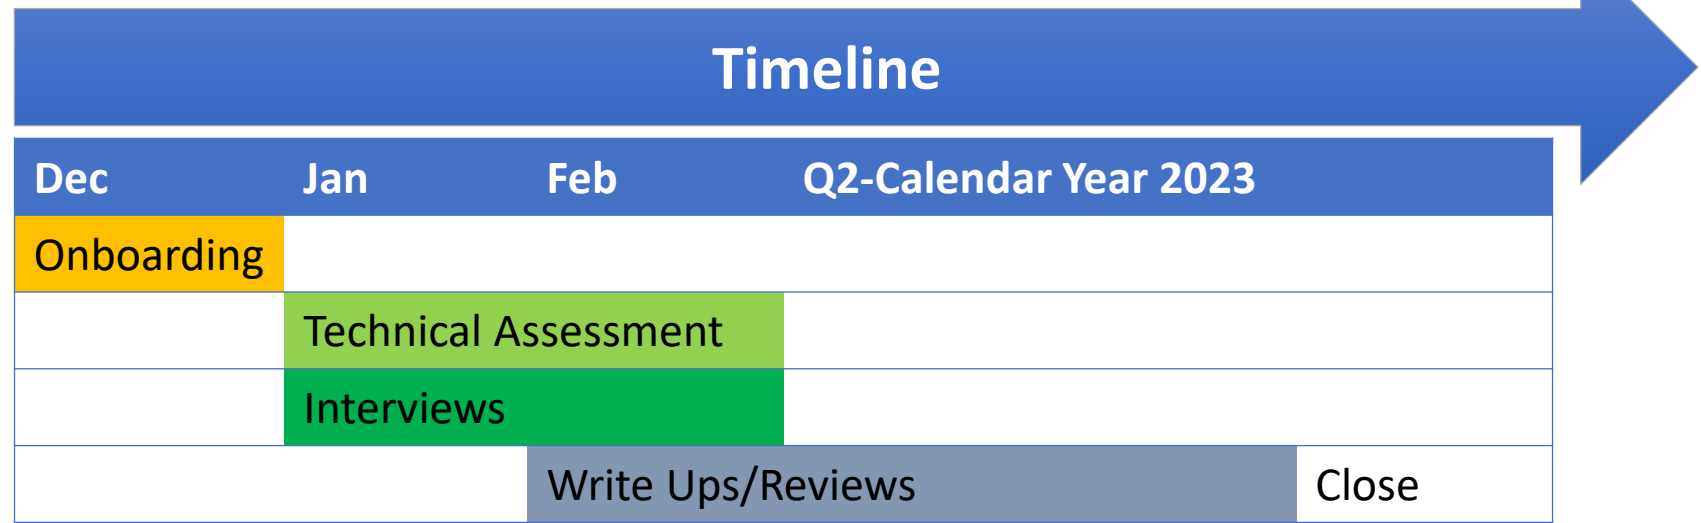 Timeline
Dec Jan Feb Q2-Calendar Year 2023
Onboarding
Technical Assessment
Interviews
Write Ups/Reviews Close